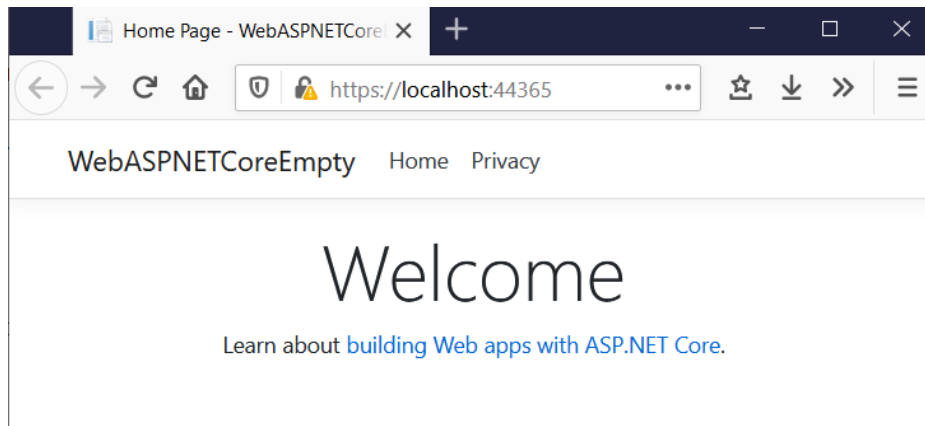 Home Page - WebASPNETCore
https://localhost:44365
WebASPNETCoreEmpty Home Privacy
Welcome
Learn about building Web apps with ASP.NET Core.